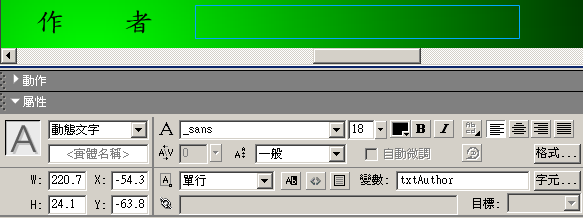 作 者
動作
屬性
動態文字 A _sans 18 B I
<實體名稱> A V 0 A 一般 自動微調 格式...
W: 220.7 X: -54.3 單行 變數: txtAuthor 字元...
H: 24.1 Y: -63.8 目標: